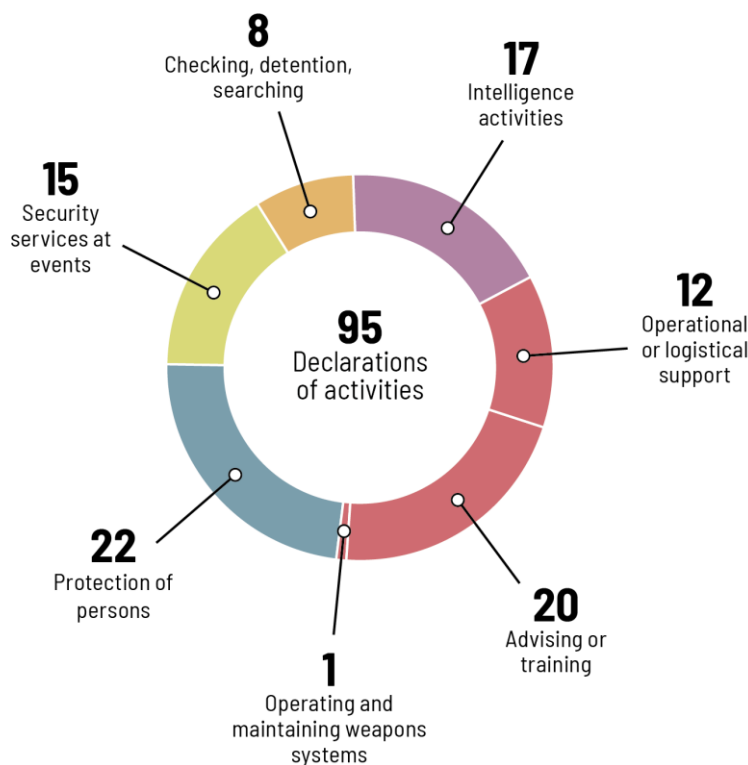 8
Checking, detention,
searching
17
Intelligence
activities
15
Security
services at
events
12
Operational
or logistical
support
95
Declarations
of activities
22
Protection of
persons
20
Advising or
training
1
Operating and
maintaining weapons
systems